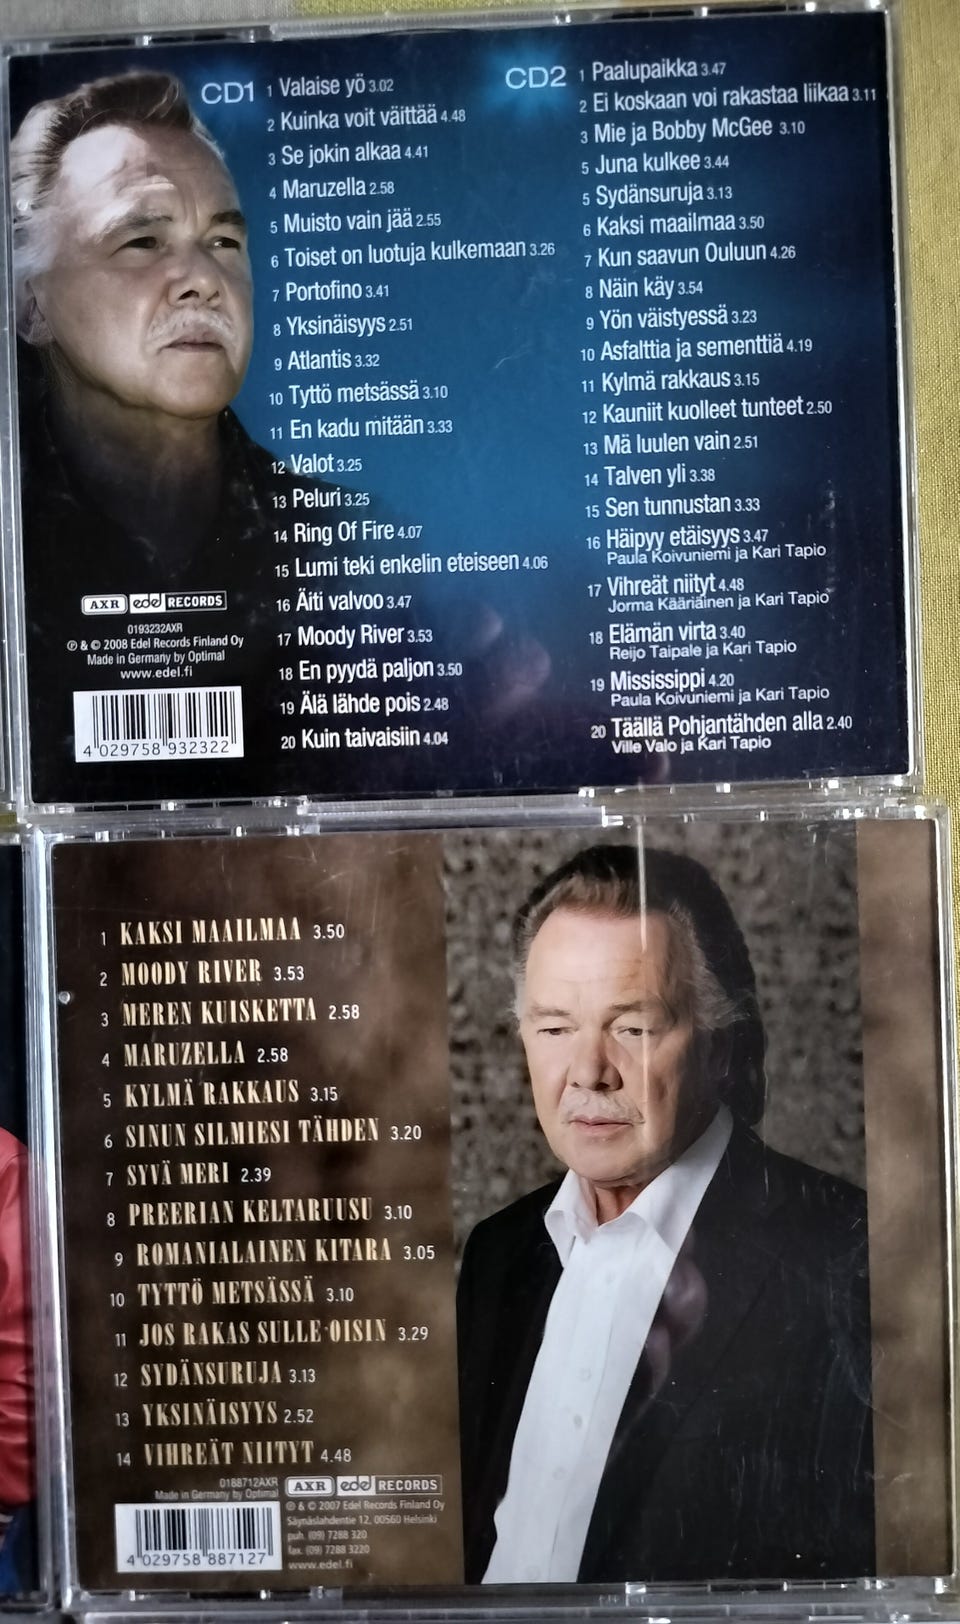 CD1
1 Valaise yö 3.02
2 Kuinka voit väittää 4.48
3 Se jokin alkaa 4.41
4 Maruzella 2.58
5 Muisto vain jää 2.55
6 Toiset on luotuja kulkemaan 3.26
7 Portofino 3.41
8 Yksinäisyys 2.51
9 Atlantis 3.32
10 Tyttö metsässä 3.10
11 En kadu mitään 3.33
12 Valot 3.25
13 Peluri 3.25
14 Ring Of Fire 4.07
15 Lumi teki enkelin eteiseen 4.06
16 Äiti valvoo 3.47
17 Moody River 3.53
18 En pyydä paljon 3.50
19 Älä lähde pois 2.48
20 Kuin taivaisiin 4.04
CD2
1 Paalupaikka 3.47
2 Ei koskaan voi rakastaa liikaa 3.11
3 Mie ja Bobby McGee 3.10
5 Juna kulkee 3.44
5 Sydänsuruja 3.13
6 Kaksi maailmaa 3.50
7 Kun saavun Ouluun 4.26
8 Näin käy 3.54
9 Yön väistyessä 3.23
10 Asfalttia ja sementtiä 4.19
11 Kylmä rakkaus 3.15
12 Kauniit kuolleet tunteet 2.50
13 Mä luulen vain 2.51
14 Talven yli 3.38
15 Sen tunnustan 3.33
16 Häipyy etäisyys 3.47
Paula Koivuniemi ja Kari Tapio
17 Vihreät niityt 4.48
Jorma Kääriäinen ja Kari Tapio
18 Elämän virta 3.40
Reijo Taipale ja Kari Tapio
19 Mississippi 4.20
Paula Koivuniemi ja Kari Tapio
20 Täällä Pohjantähden alla 2.40
Ville Valo ja Kari Tapio
AXR edel RECORDS
0193232AXR
℗ & © 2008 Edel Records Finland Oy
Made in Germany by Optimal
www.edel.fi
4 029758 932322
1 KAKSI MAAILMAA 3.50
2 MOODY RIVER 3.53
3 MEREN KUISKETTA 2.58
4 MARUZELLA 2.58
5 KYLMÄ RAKKAUS 3.15
6 SINUN SILMIESI TÄHDEN 3.20
7 SYVÄ MERI 2.39
8 PREERIAN KELTARUUSU 3.10
9 ROMANIALAINEN KITARA 3.05
10 TYTTÖ METSÄSSÄ 3.10
11 JOS RAKAS SULLE OISIN 3.29
12 SYDÄNSURUJA 3.13
13 YKSINÄISYYS 2.52
14 VIHREÄT NIITYT 4.48
0188712AXR
Made in Germany by Optimal
4 029758 887127
AXR edel RECORDS
℗ & © 2007 Edel Records Finland Oy
Säynäslahdentie 12, 00560 Helsinki
puh. (09) 7288 320
fax. (09) 7288 3220
www.edel.fi